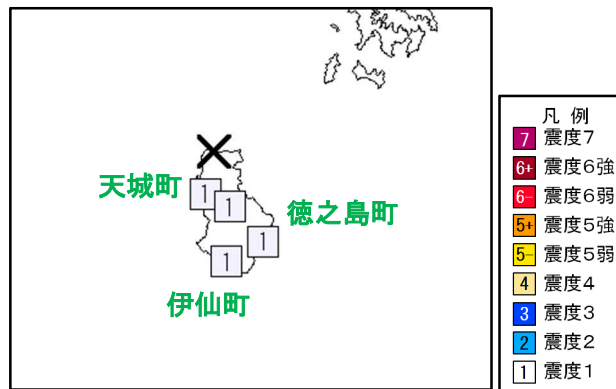 天城町
1
1
徳之島町
1
1
伊仙町
凡 例
7 震度7
6+ 震度6強
6- 震度6弱
5+ 震度5強
5- 震度5弱
4 震度4
3 震度3
2 震度2
1 震度1